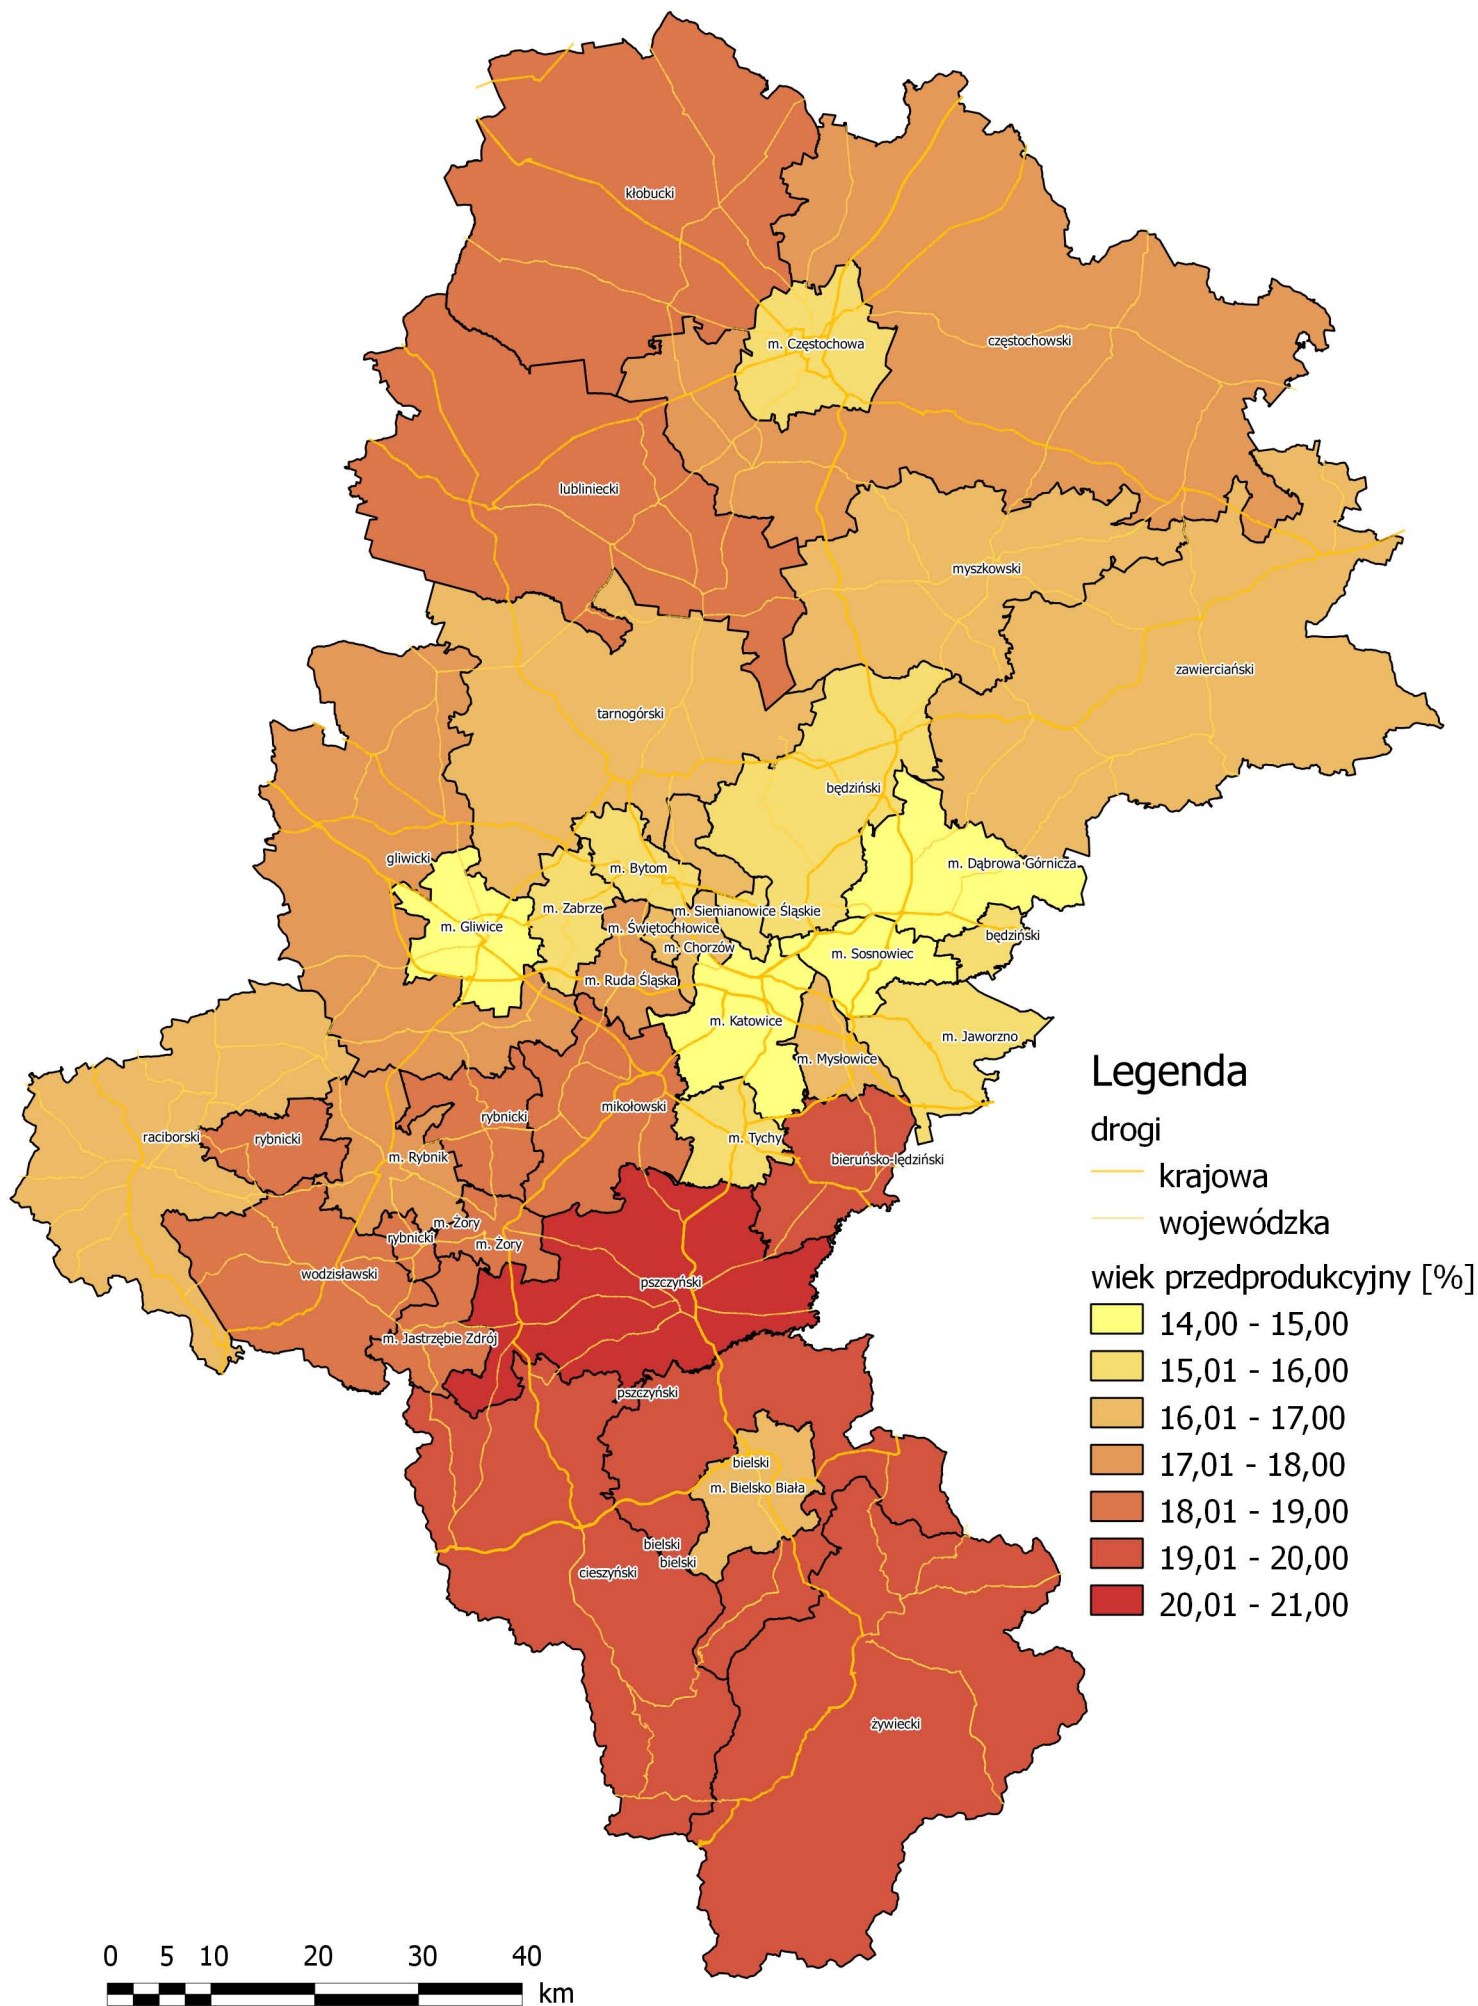 kłobucki
m. Częstochowa
częstochowski
lubliniecki
myszkowski
zawierciański
tarnogórski
będziński
gliwicki
m. Dąbrowa Górnicza
m. Bytom
m. Zabrze
m. Siemianowice Śląskie
m. Gliwice
m. Świętochłowice
będziński
m. Chorzów
m. Sosnowiec
m. Ruda Śląska
m. Katowice
m. Jaworzno
m. Mysłowice
mikołowski
rybnicki
raciborski
rybnicki
m. Tychy
m. Rybnik
bieruńsko-lędziński
m. Żory
rybnicki
m. Żory
wodzisławski
pszczyński
m. Jastrzębie Zdrój
pszczyński
bielski
m. Bielsko Biała
bielski
bielski
cieszyński
żywiecki
Legenda
drogi
krajowa
wojewódzka
wiek przedprodukcyjny [%]
14,00 - 15,00
15,01 - 16,00
16,01 - 17,00
17,01 - 18,00
18,01 - 19,00
19,01 - 20,00
20,01 - 21,00
0 5 10 20 30 40
km